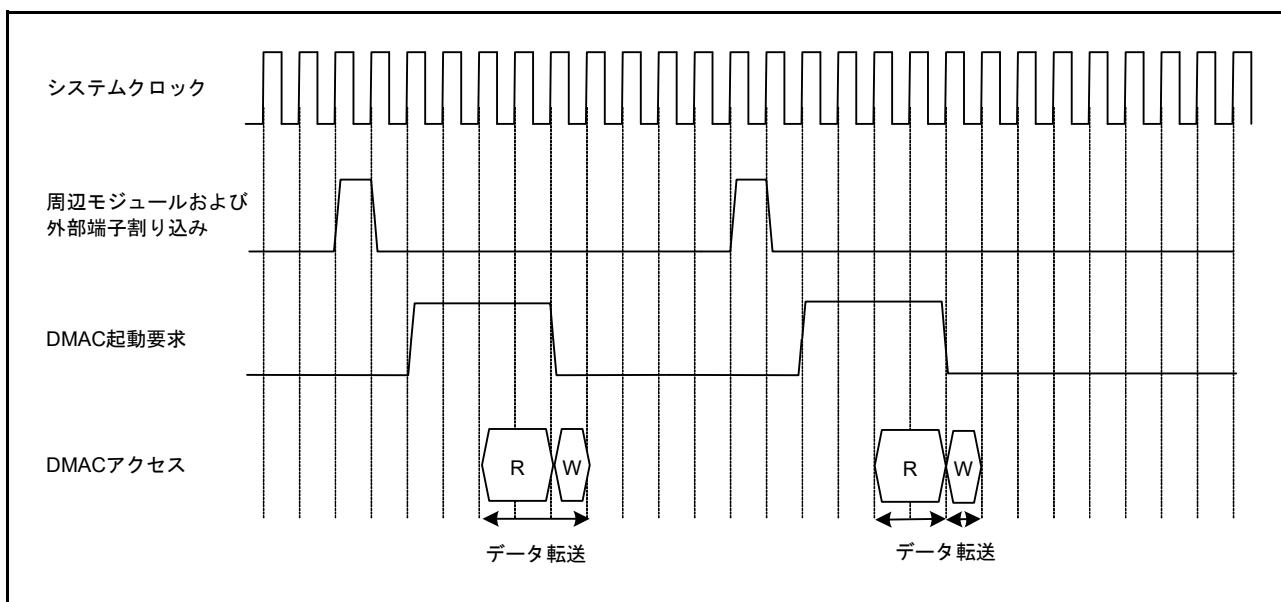 システムクロック
周辺モジュールおよび
外部端子割り込み
DMAC起動要求
DMACアクセス
R
W
R
W
データ転送
データ転送